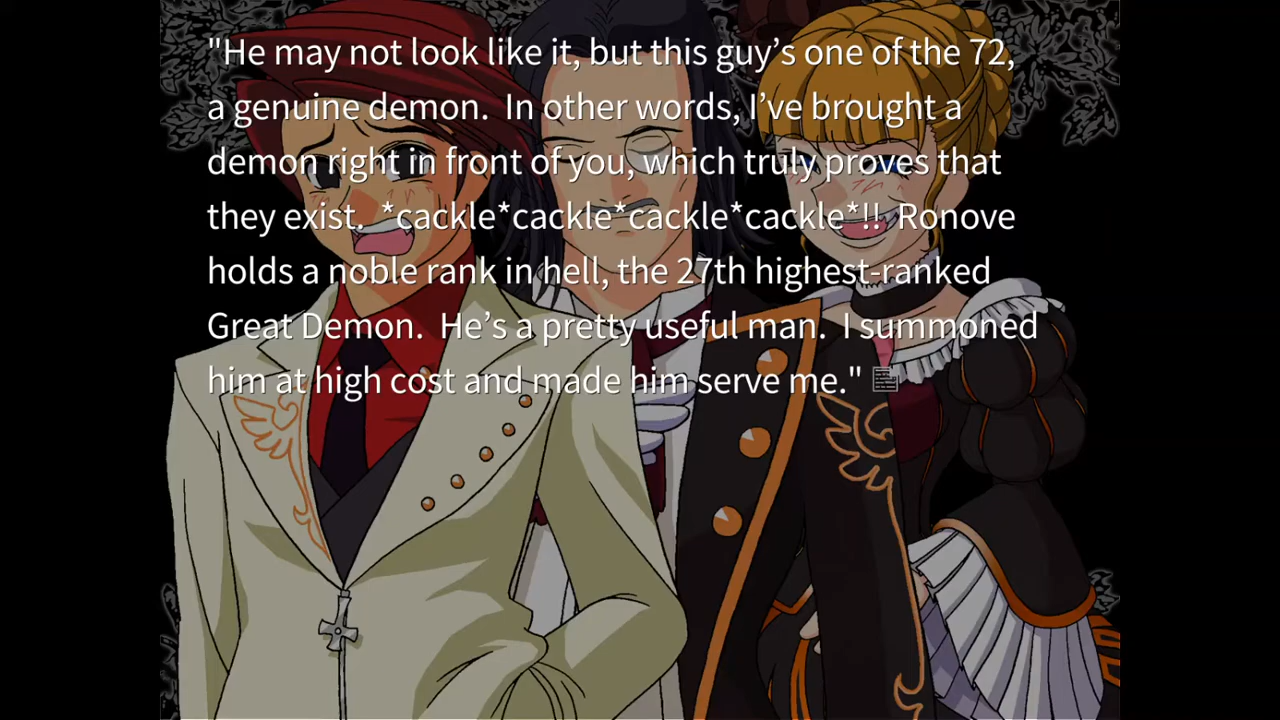 "He may not look like it, but this guy’s one of the 72,
a genuine demon.  In other words, I’ve brought a
demon right in front of you, which truly proves that
they exist.  *cackle*cackle*cackle*cackle*!!  Ronove
holds a noble rank in hell, the 27th highest-ranked
Great Demon.  He’s a pretty useful man.  I summoned
him at high cost and made him serve me."